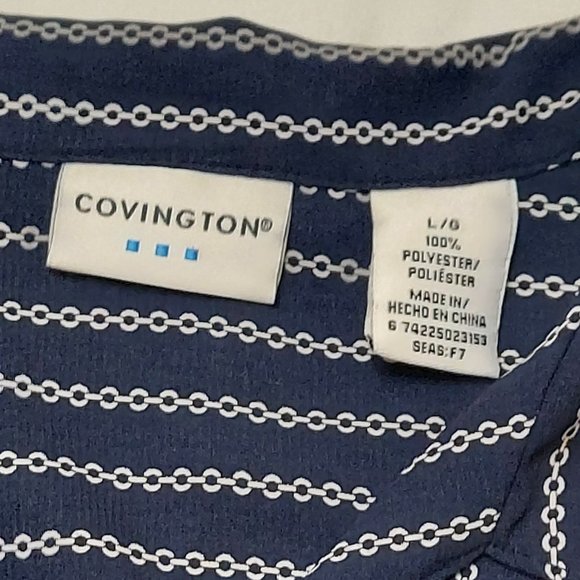 COVINGTON®
L/G
100%
POLYESTER/
POLIÉSTER
MADE IN/
HECHO EN CHINA
6 74225023153
SEAS:F7